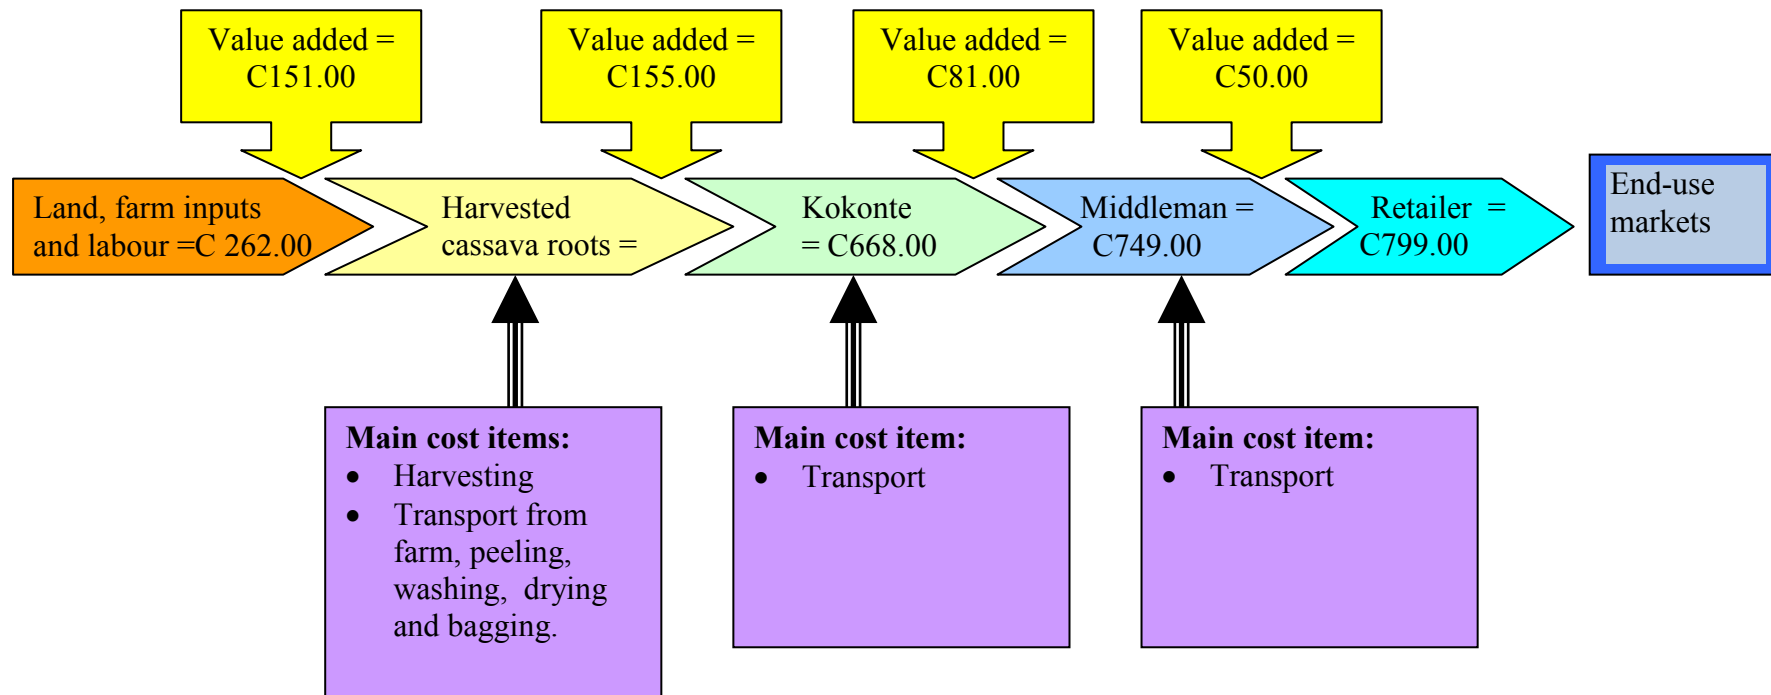 Value added =
C151.00
Value added =
C155.00
Value added =
C81.00
Value added =
C50.00
Land, farm inputs
and labour =C 262.00
Harvested
cassava roots =
Kokonte
= C668.00
Middleman =
C749.00
Retailer =
C799.00
End-use
markets
Main cost items:
• Harvesting
• Transport from
farm, peeling,
washing, drying
and bagging.
Main cost item:
• Transport
Main cost item:
• Transport